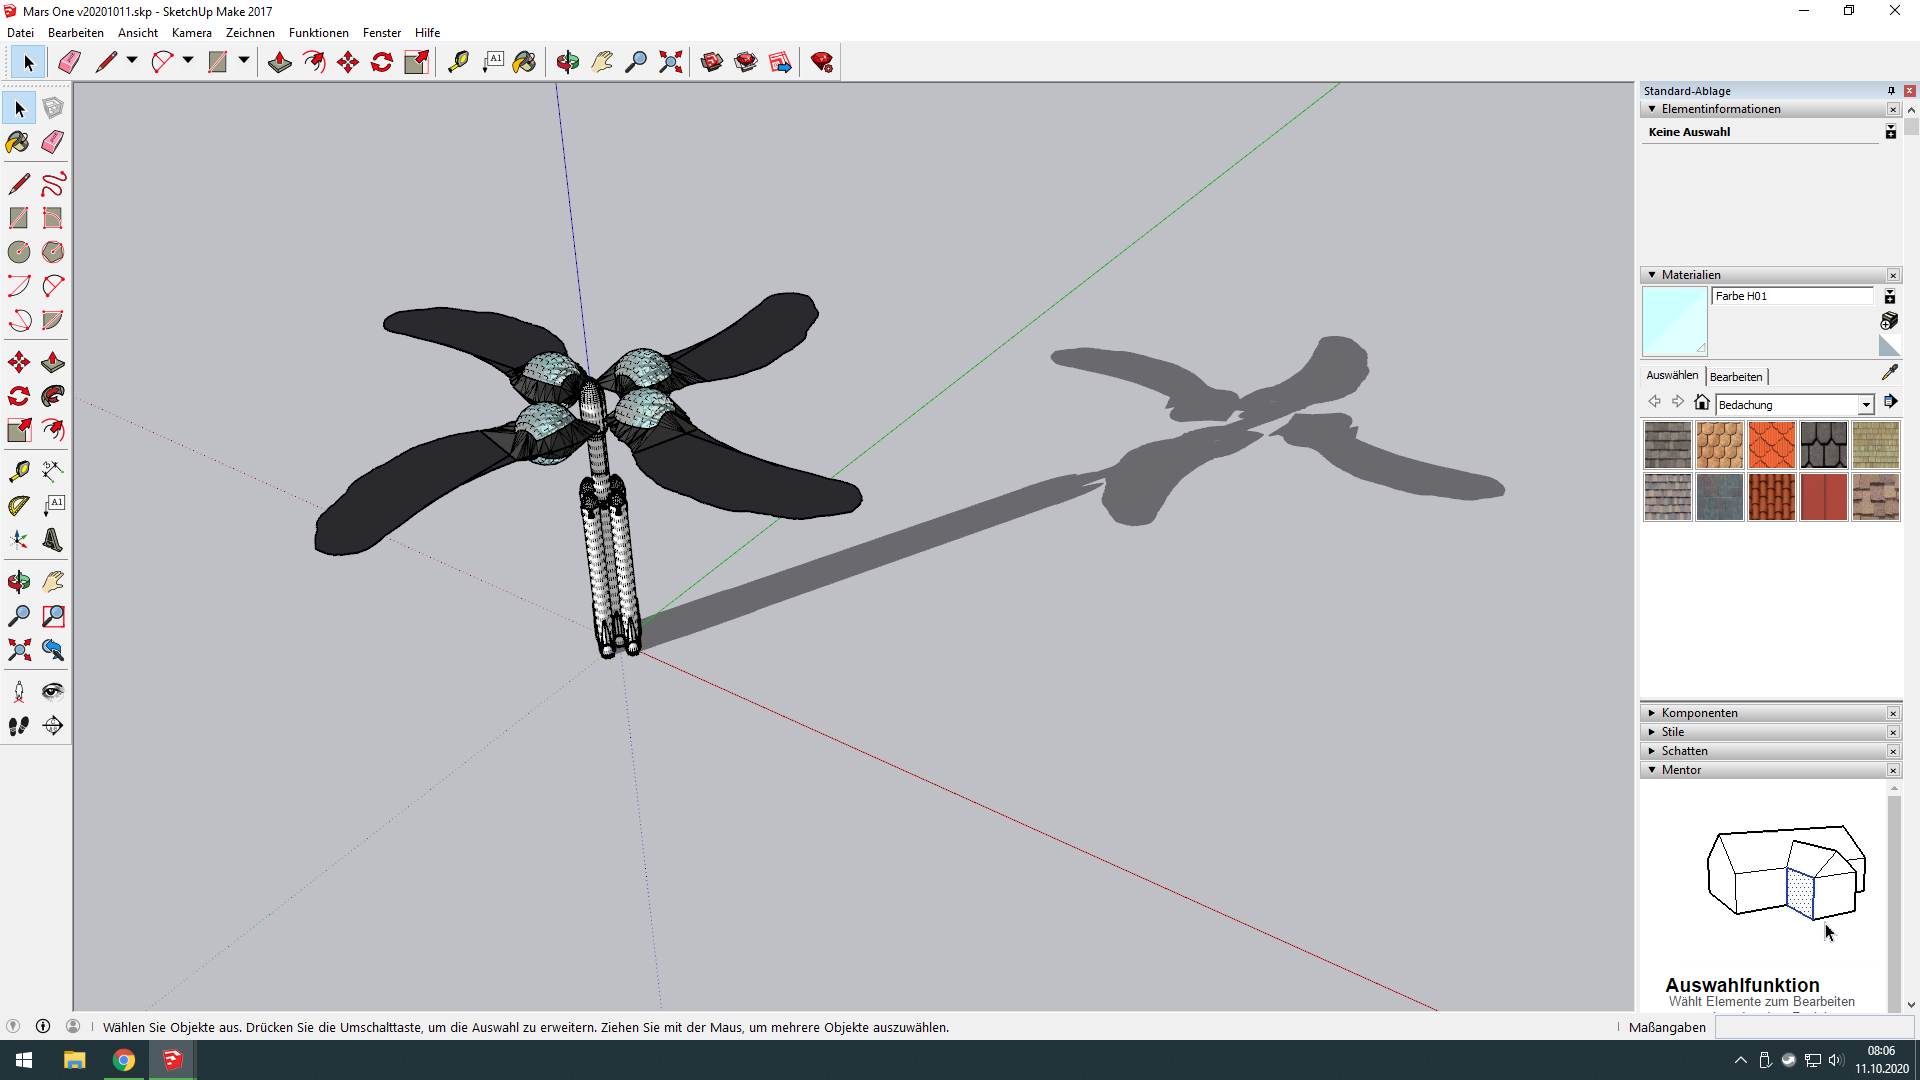 Mars One v20201011.skp - SketchUp Make 2017
Datei Bearbeiten Ansicht Kamera Zeichnen Funktionen Fenster Hilfe
A1
A1
Standard-Ablage
Elementinformationen
Keine Auswahl
Materialien
Farbe H01
Auswählen Bearbeiten
Bedachung
Komponenten
Stile
Schatten
Mentor
Auswahlfunktion
Wählt Elemente zum Bearbeiten
Wählen Sie Objekte aus. Drücken Sie die Umschalttaste, um die Auswahl zu erweitern. Ziehen Sie mit der Maus, um mehrere Objekte auszuwählen.
Maßangaben
08:06
11.10.2020